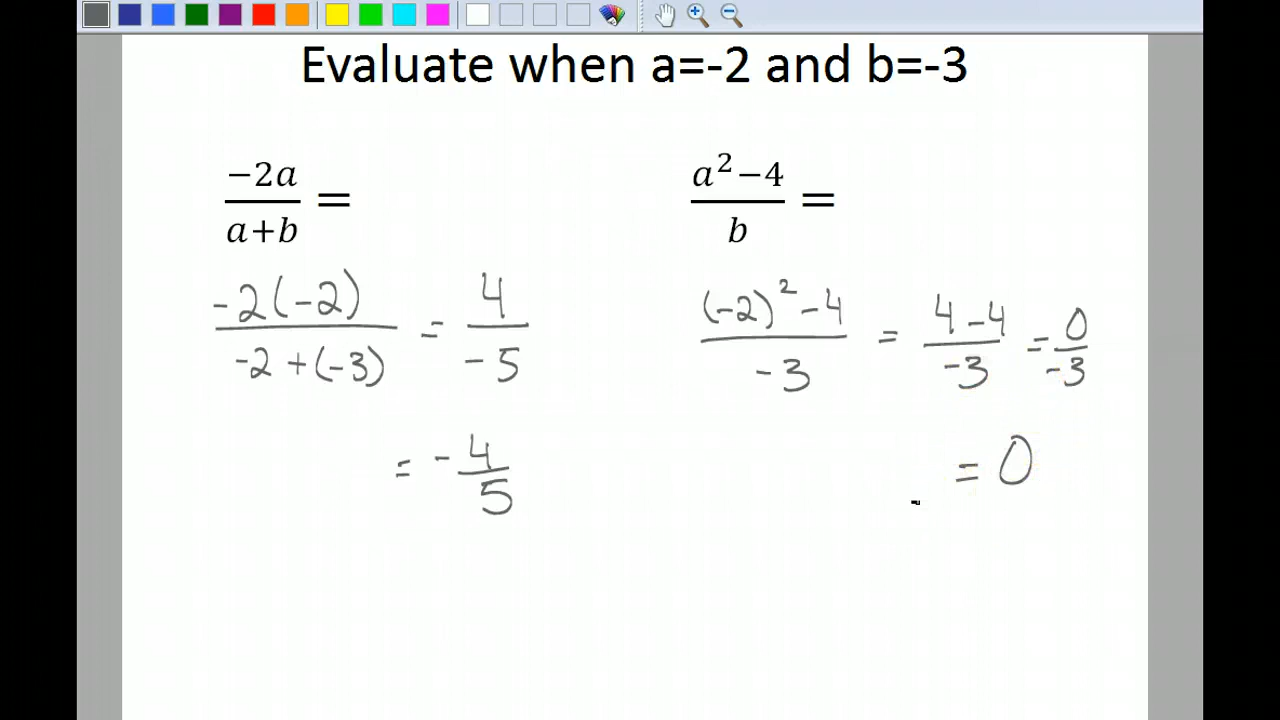 Evaluate when a=-2 and b=-3
−2a/a+b =
a²−4/b =
-2(-2)/-2+(-3) = 4/-5
= -4/5
(-2)²-4/-3 = 4-4/-3 = 0/-3
= 0